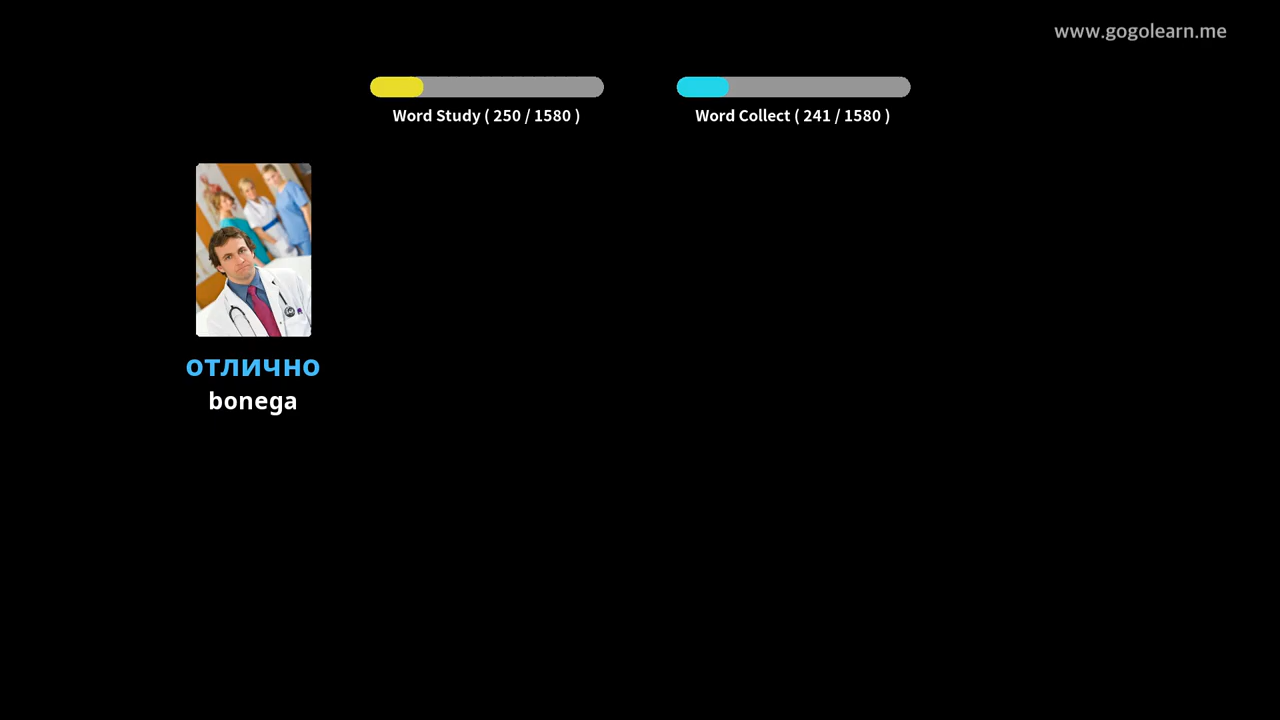 www.gogolearn.me
Word Study ( 250 / 1580 )
Word Collect ( 241 / 1580 )
отлично
bonega